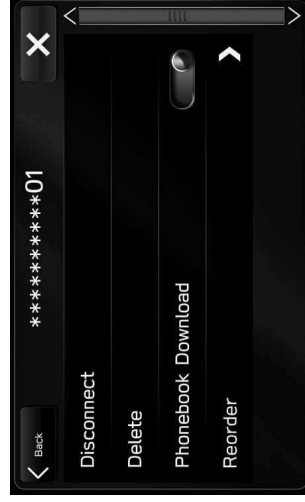 Back
***********01
Disconnect
Delete
Phonebook Download
Reorder